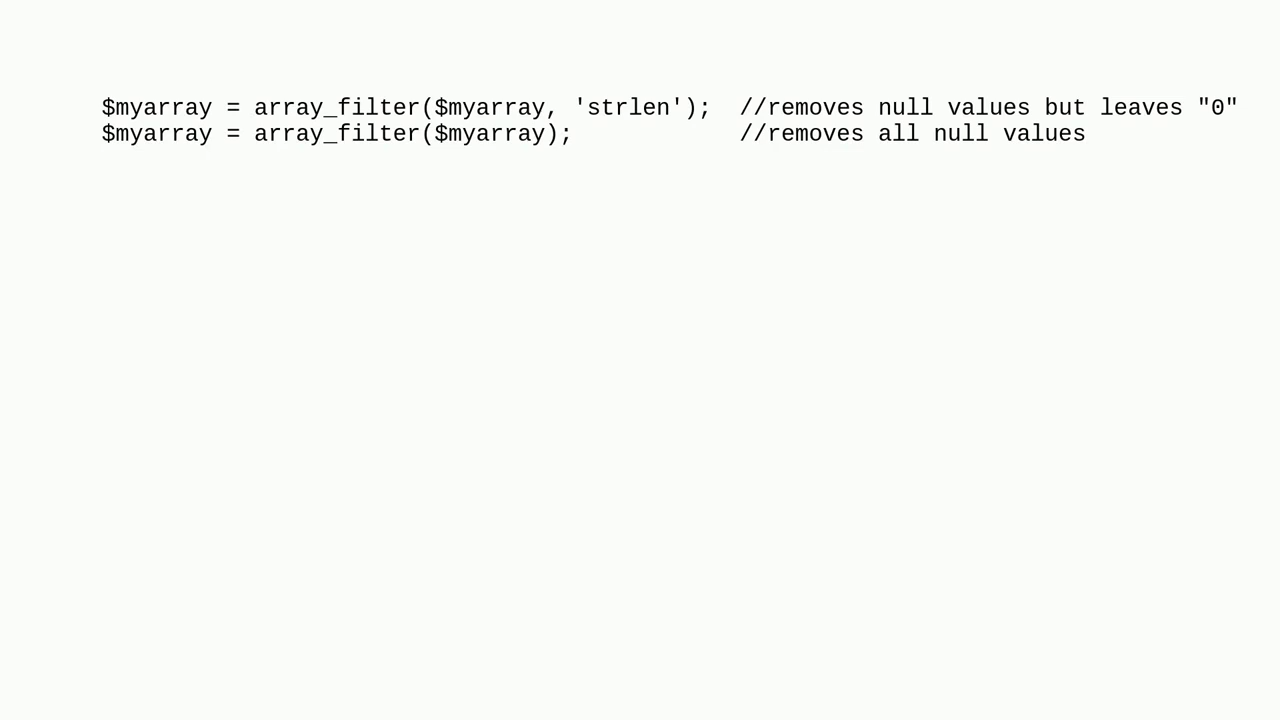 $myarray = array_filter($myarray, 'strlen');  //removes null values but leaves "0"
$myarray = array_filter($myarray);            //removes all null values